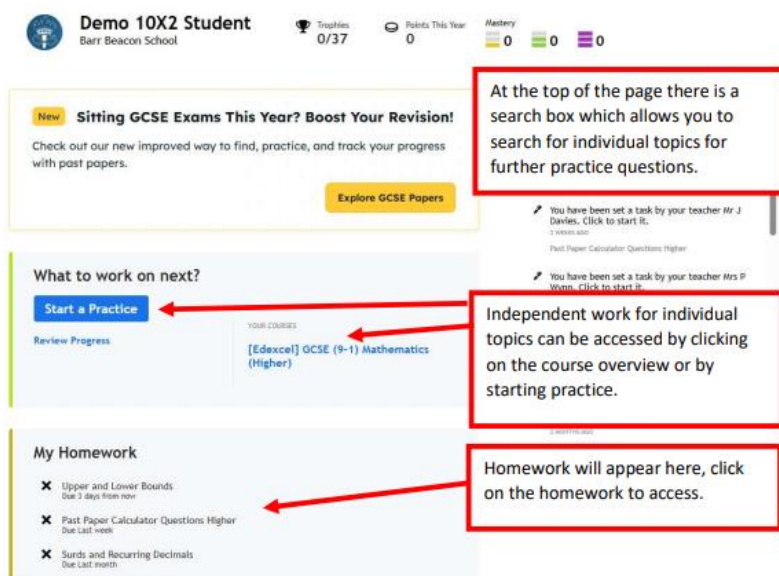 Demo 10X2 Student
Barr Beacon School
Trophies
0/37
Points This Year
0
Mastery
0
0
0
New Sitting GCSE Exams This Year? Boost Your Revision!
Check out our new improved way to find, practice, and track your progress
with past papers.
Explore GCSE Papers
At the top of the page there is a
search box which allows you to
search for individual topics for
further practice questions.
You have been set a task by your teacher Mr J
Davies. Click to start it.
2 WEEKS AGO
Past Paper Calculator Questions Higher
You have been set a task by your teacher Mrs P
Wynn. Click to start it.
What to work on next?
Start a Practice
Review Progress
YOUR COURSES
[Edexcel] GCSE (9-1) Mathematics
(Higher)
Independent work for individual
topics can be accessed by clicking
on the course overview or by
starting practice.
2 MONTHS AGO
My Homework
Upper and Lower Bounds
Due 3 days from now
Past Paper Calculator Questions Higher
Due Last week
Surds and Recurring Decimals
Due Last month
Homework will appear here, click
on the homework to access.